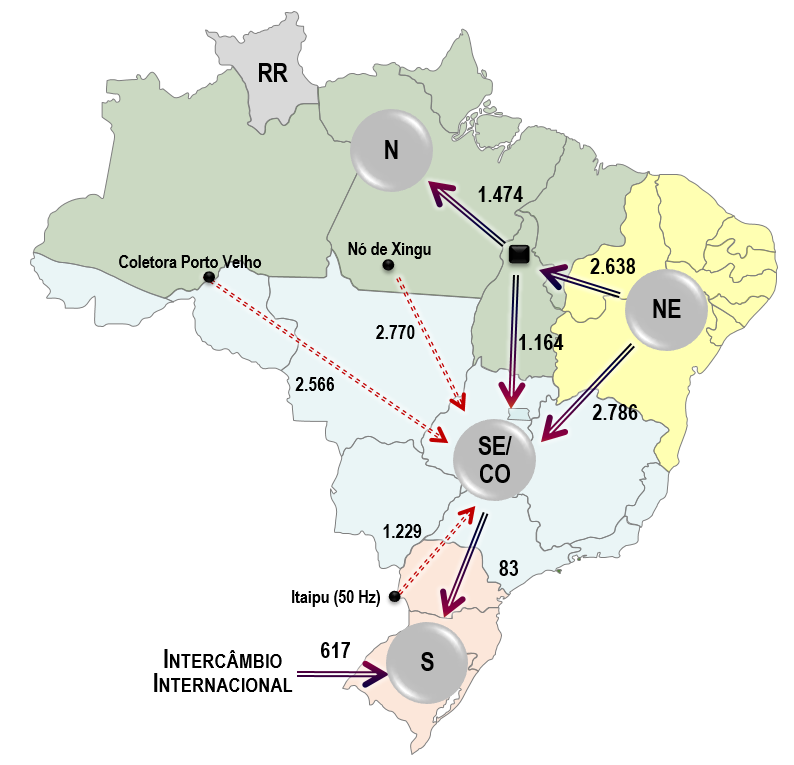 RR
N
1.474
Coletora Porto Velho
Nó de Xingu
2.638
NE
2.770
1.164
2.566
2.786
SE/
CO
1.229
83
Itaipu (50 Hz)
617
INTERCÂMBIO
INTERNACIONAL
S